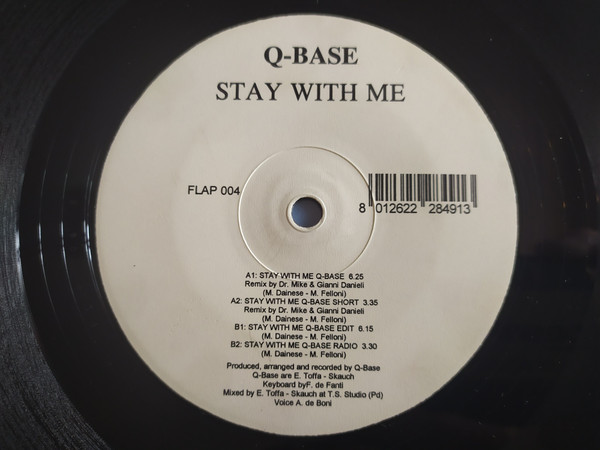 Q-BASE
STAY WITH ME
FLAP 004
8 012622 284913
A1: STAY WITH ME Q-BASE 6.25
Remix by Dr. Mike & Gianni Danieli
(M. Dainese - M. Felloni)
A2: STAY WITH ME Q-BASE SHORT 3.35
Remix by Dr. Mike & Gianni Danieli
(M. Dainese - M. Felloni)
B1: STAY WITH ME Q-BASE EDIT 6.15
(M. Dainese - M. Felloni)
B2: STAY WITH ME Q-BASE RADIO 3.30
(M. Dainese - M. Felloni)
Produced, arranged and recorded by Q-Base
Q-Base are E. Toffa - Skauch
Keyboard byF. de Fanti
Mixed by E. Toffa - Skauch at T.S. Studio (Pd)
Voice A. de Boni